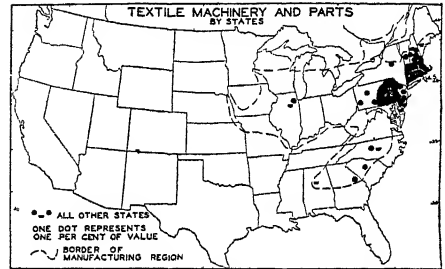 TEXTILE MACHINERY AND PARTS
BY STATES
ALL OTHER STATES
ONE DOT REPRESENTS
ONE PER CENT OF VALUE
BORDER OF
MANUFACTURING REGION